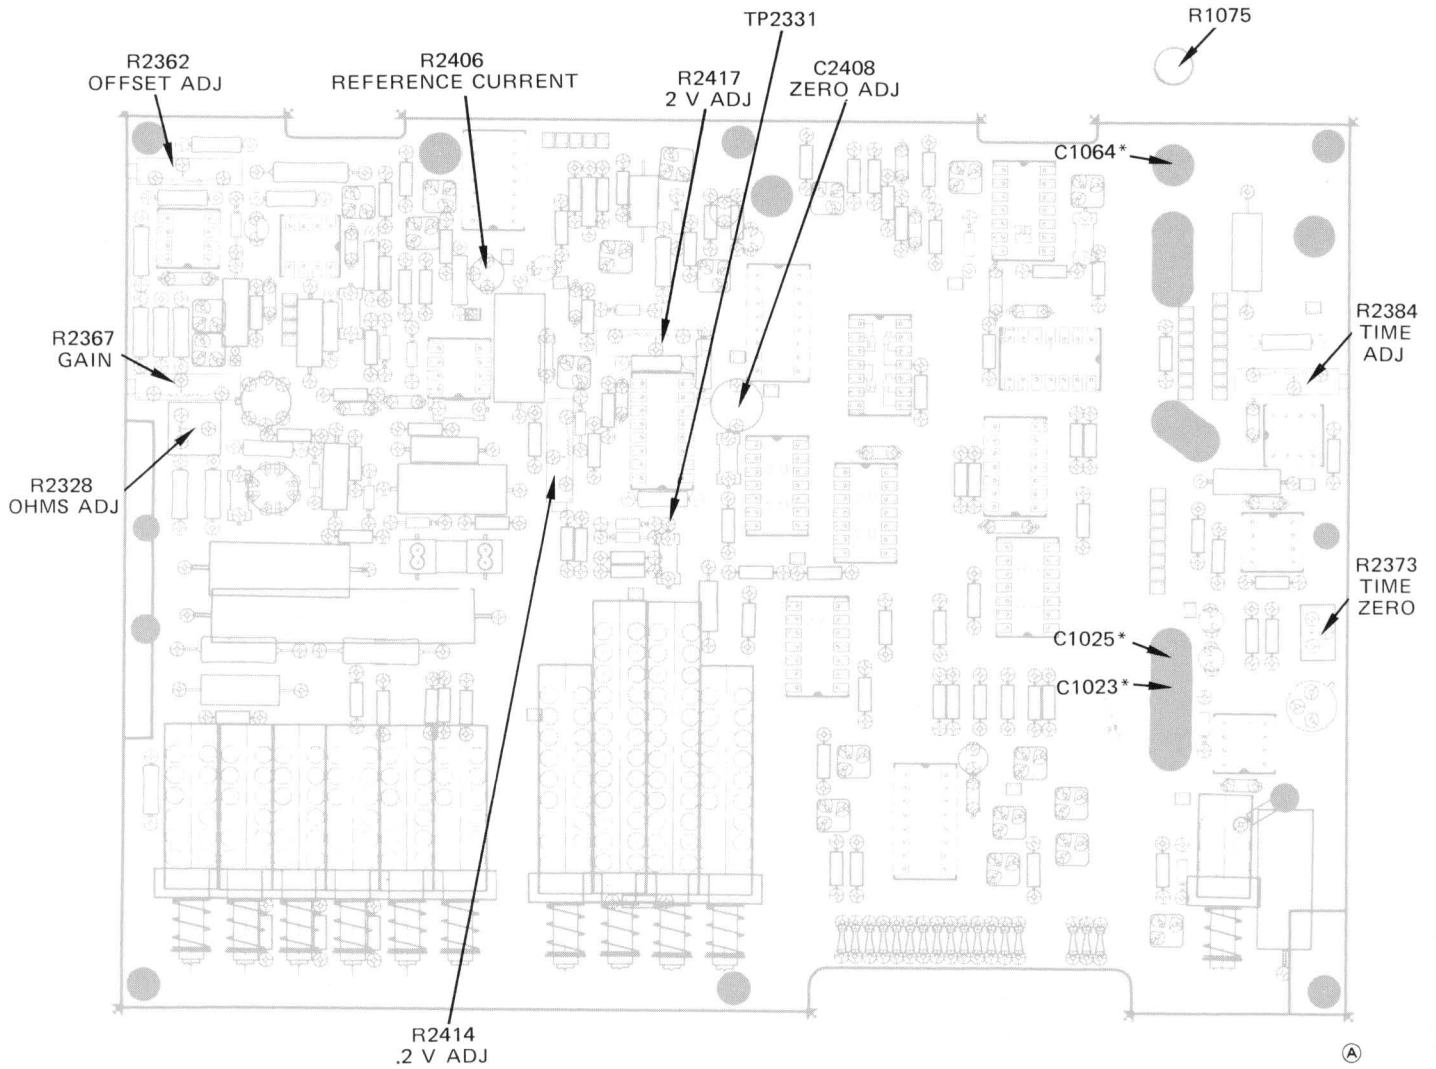 TP2331
R1075
R2362
OFFSET ADJ
R2406
REFERENCE CURRENT
R2417
2 V ADJ
C2408
ZERO ADJ
C1064*
R2367
GAIN
R2384
TIME
ADJ
R2328
OHMS ADJ
R2373
TIME
ZERO
C1025*
C1023*
R2414
.2 V ADJ
A